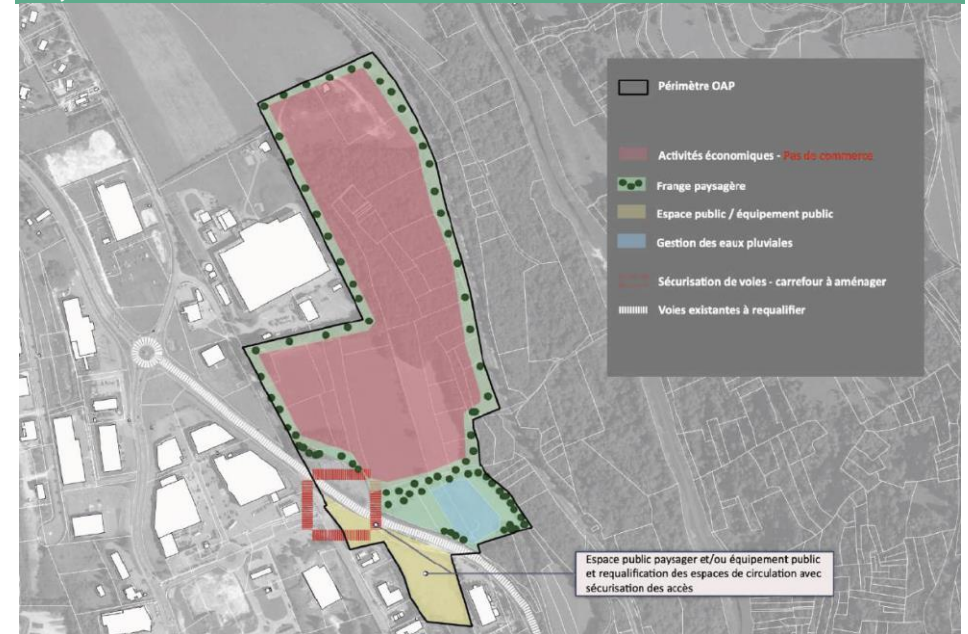 Périmètre OAP
Activités économiques - Pas de commerce
Frange paysagère
Espace public / équipement public
Gestion des eaux pluviales
Sécurisation de voies - carrefour à aménager
Voies existantes à requalifier
Espace public paysager et/ou équipement public
et requalification des espaces de circulation avec
sécurisation des accès